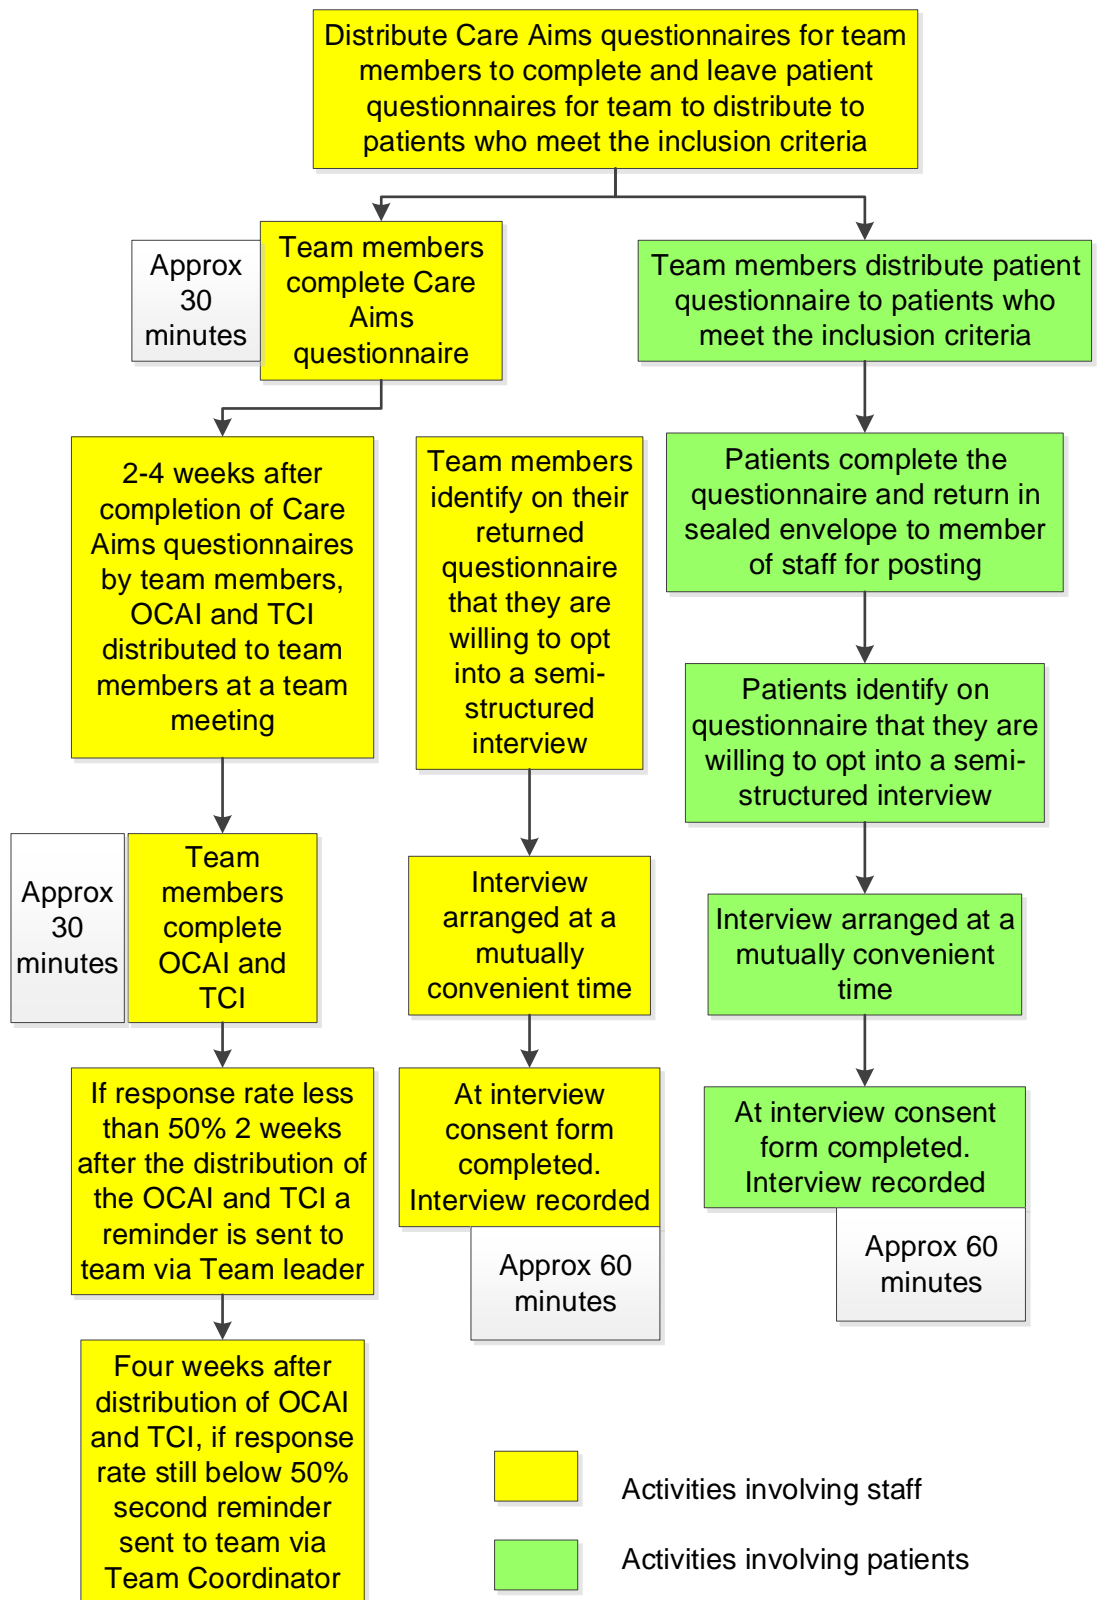 Distribute Care Aims questionnaires for team
members to complete and leave patient
questionnaires for team to distribute to
patients who meet the inclusion criteria
Approx
30
minutes
Team members
complete Care
Aims
questionnaire
Team members distribute patient
questionnaire to patients who
meet the inclusion criteria
2-4 weeks after
completion of Care
Aims questionnaires
by team members,
OCAI and TCI
distributed to team
members at a team
meeting
Team members
identify on their
returned
questionnaire
that they are
willing to opt
into a semi-
structured
interview
Patients complete the
questionnaire and return in
sealed envelope to member
of staff for posting
Patients identify on
questionnaire that they are
willing to opt into a semi-
structured interview
Approx
30
minutes
Team
members
complete
OCAI and
TCI
Interview
arranged at a
mutually
convenient time
Interview arranged at a
mutually convenient
time
If response rate less
than 50% 2 weeks
after the distribution of
the OCAI and TCI a
reminder is sent to
team via Team leader
At interview
consent form
completed.
Interview recorded
Approx 60
minutes
At interview consent
form completed.
Interview recorded
Approx 60
minutes
Four weeks after
distribution of OCAI
and TCI, if response
rate still below 50%
second reminder
sent to team via
Team Coordinator
Activities involving staff
Activities involving patients